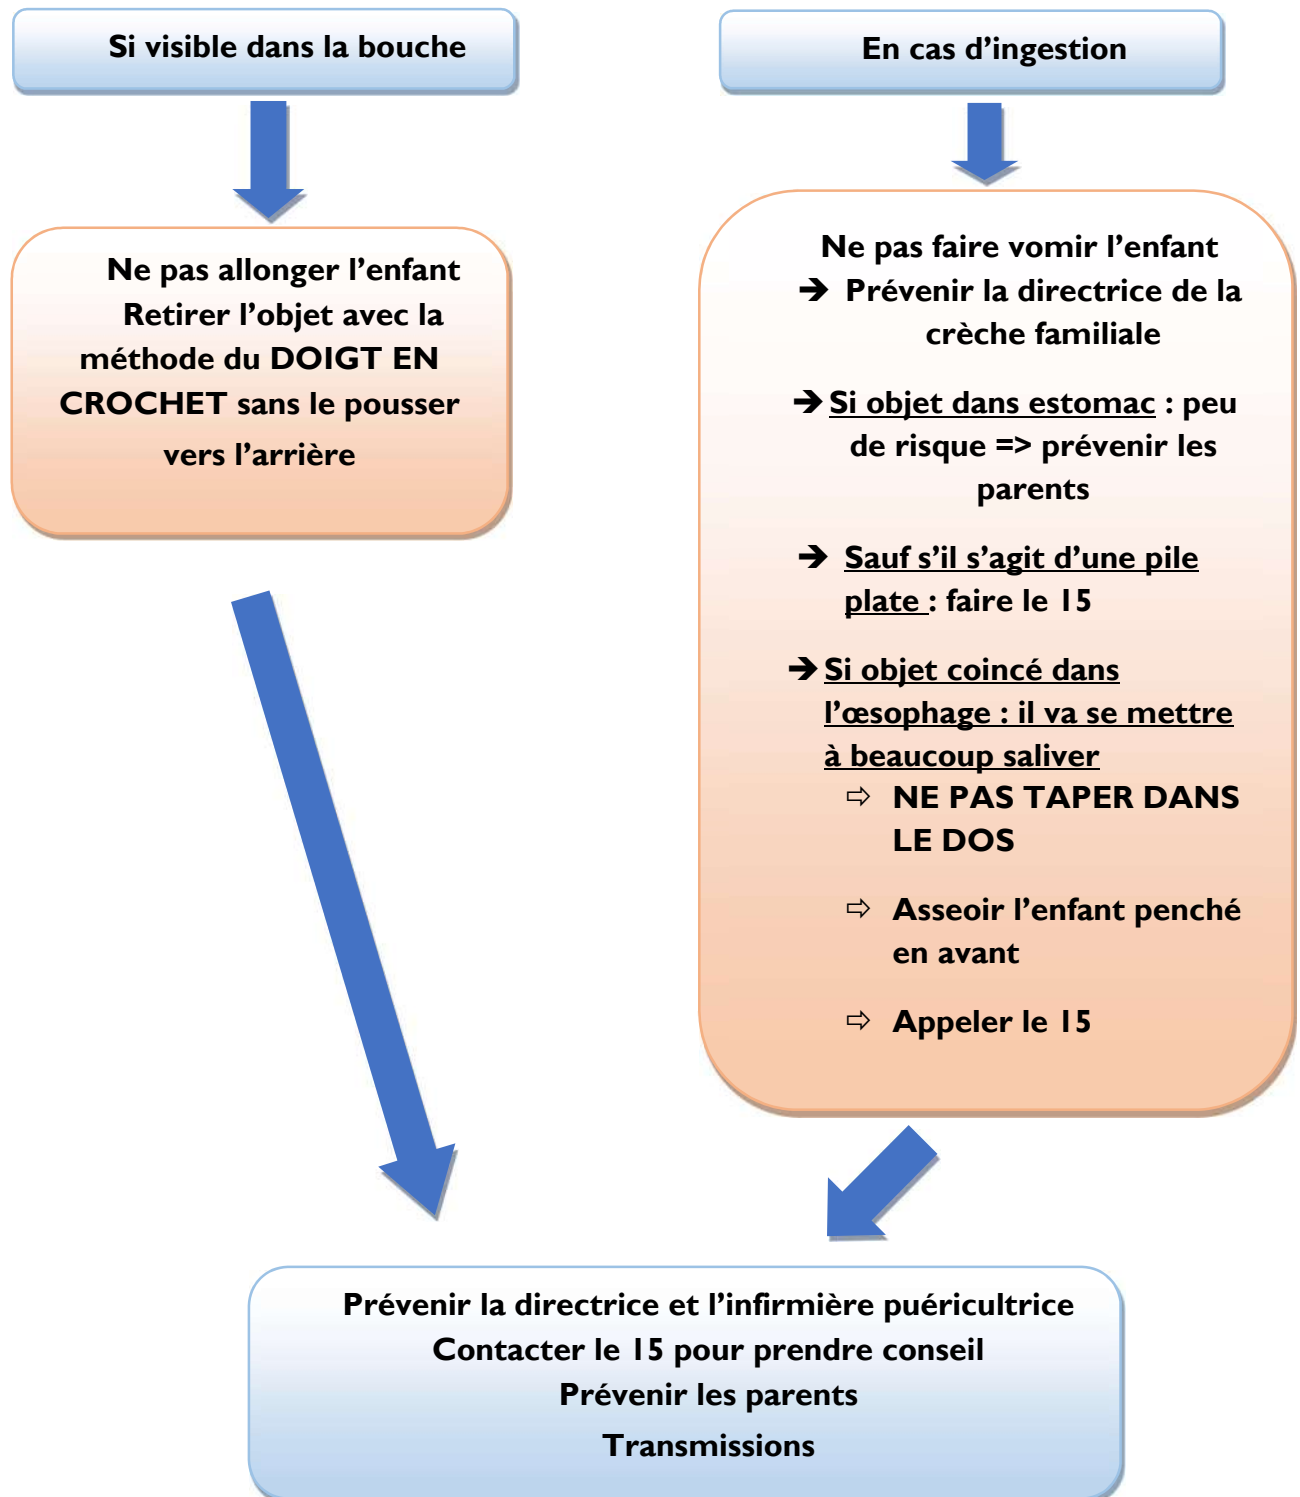 Si visible dans la bouche
Ne pas allonger l’enfant
Retirer l’objet avec la
méthode du DOIGT EN
CROCHET sans le pousser
vers l’arrière
En cas d’ingestion
Ne pas faire vomir l’enfant
➔ Prévenir la directrice de la
crèche familiale
➔ Si objet dans estomac : peu
de risque => prévenir les
parents
➔ Sauf s’il s’agit d’une pile
plate : faire le 15
➔ Si objet coincé dans
l’œsophage : il va se mettre
à beaucoup saliver
⇨ NE PAS TAPER DANS
LE DOS
⇨ Asseoir l’enfant penché
en avant
⇨ Appeler le 15
Prévenir la directrice et l’infirmière puéricultrice
Contacter le 15 pour prendre conseil
Prévenir les parents
Transmissions